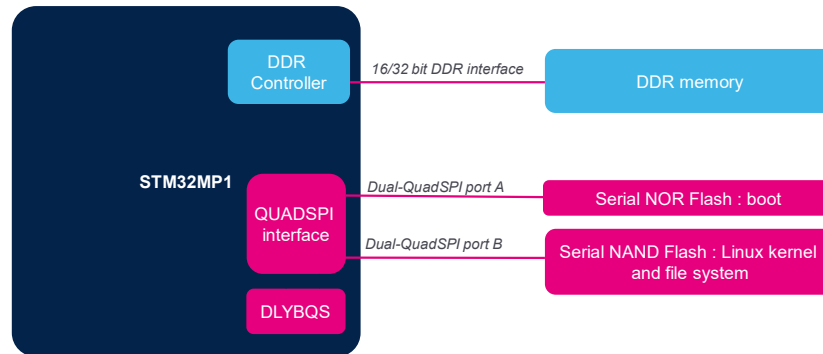 DDR
Controller
16/32 bit DDR interface
DDR memory
STM32MP1
QUADSPI
interface
Dual-QuadSPI port A
Serial NOR Flash : boot
Dual-QuadSPI port B
Serial NAND Flash : Linux kernel
and file system
DLYBQS